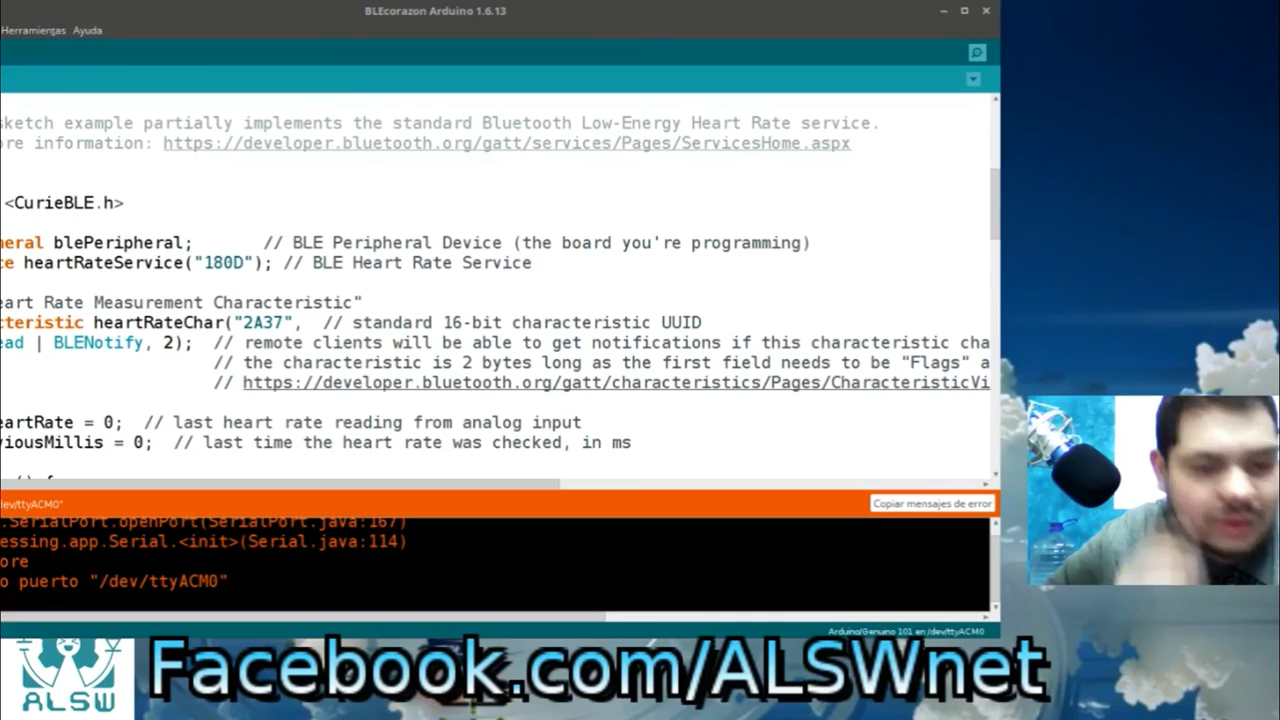 BLEcorazon Arduino 1.6.13
Herramientas Ayuda
sketch example partially implements the standard Bluetooth Low-Energy Heart Rate service.
ore information: https://developer.bluetooth.org/gatt/services/Pages/ServicesHome.aspx
<CurieBLE.h>
heral blePeripheral; // BLE Peripheral Device (the board you're programming)
ce heartRateService("180D"); // BLE Heart Rate Service
eart Rate Measurement Characteristic"
cteristic heartRateChar("2A37", // standard 16-bit characteristic UUID
ead | BLENotify, 2); // remote clients will be able to get notifications if this characteristic cha
// the characteristic is 2 bytes long as the first field needs to be "Flags" a
// https://developer.bluetooth.org/gatt/characteristics/Pages/CharacteristicVi
eartRate = 0; // last heart rate reading from analog input
viousMillis = 0; // last time the heart rate was checked, in ms
dev/ttyACM0"
Copiar mensajes de error
.SerialPort.openPort(SerialPort.java:167)
essing.app.Serial.<init>(Serial.java:114)
ore
o puerto "/dev/ttyACM0"
Arduino/Genuino 101 en /dev/ttyACM0
ALSW
Facebook.com/ALSWnet